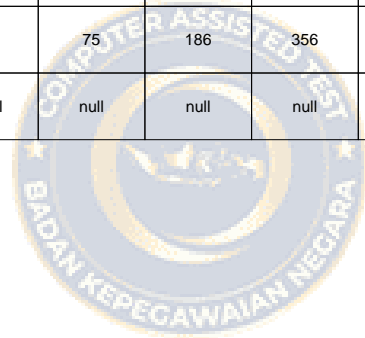 75 186 356
l null null null
COMPUTER ASSISTED TEST
BADAN KEPEGAWAIAN NEGARA